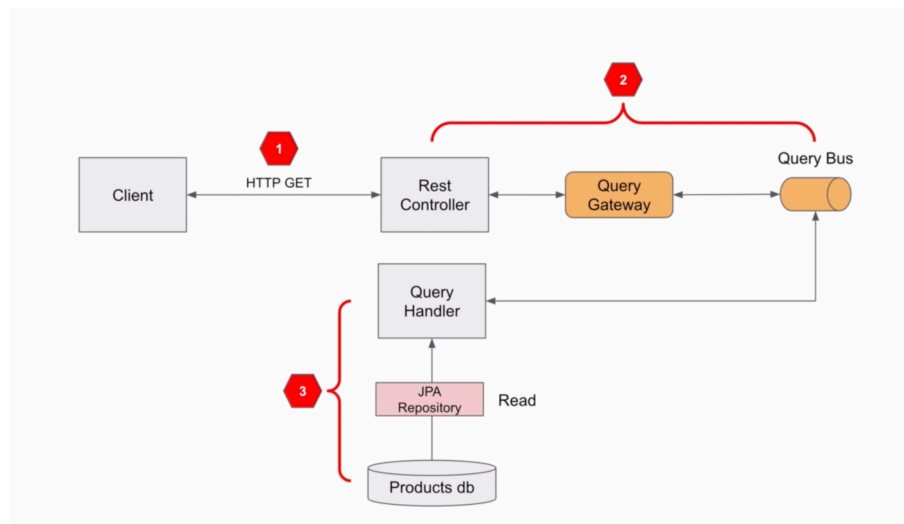 2
1
Query Bus
HTTP GET
Client
Rest
Controller
Query
Gateway
Query
Handler
3
JPA
Repository
Read
Products db